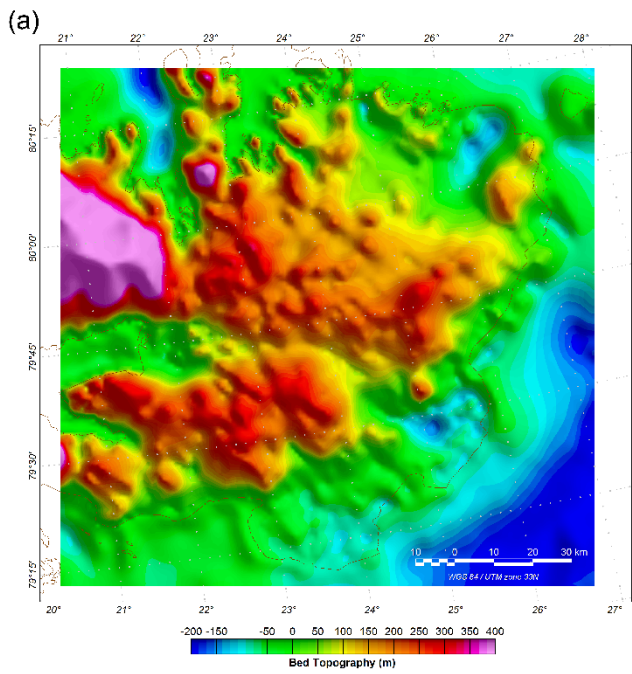 (a)
21° 22° 23° 24° 25° 26° 27° 28°
80°15'
80°00'
79°45'
79°30'
79°15'
10 0 10 20 30 km
WGS 84 / UTM zone 33N
20° 21° 22° 23° 24° 25° 26° 27°
-200 -150 -50 0 50 100 150 200 250 300 350 400
Bed Topography (m)